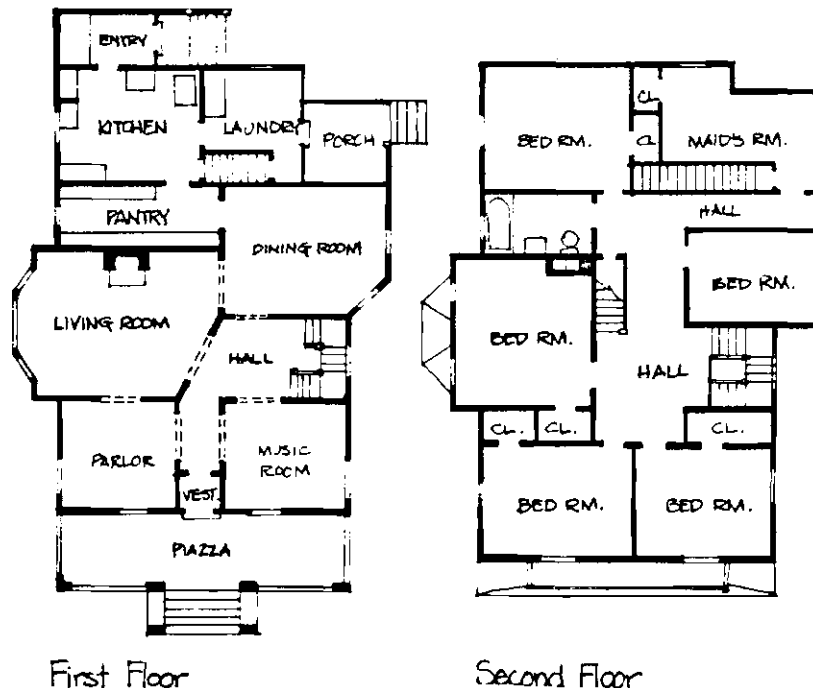 ENTRY
KITCHEN
LAUNDRY
PORCH
PANTRY
DINING ROOM
LIVING ROOM
HALL
PARLOR
MUSIC
ROOM
VEST.
PIAZZA
First Floor
CL.
BED RM.
CL.
MAID'S RM.
HALL
BED RM.
BED RM.
HALL
CL.
CL.
CL.
BED RM.
BED RM.
Second Floor